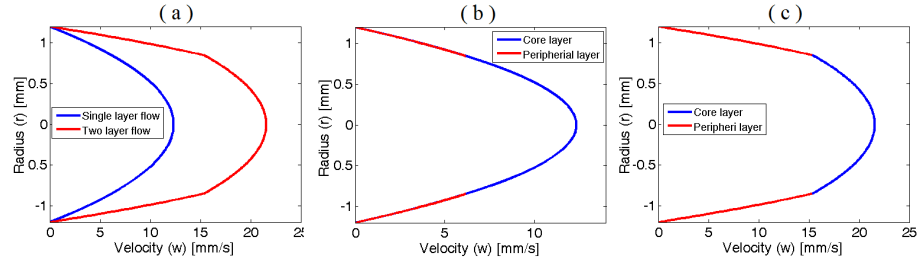 ( a )
( b )
( c )
Radius (r) [mm]
1
0.5
0
0.5
-1
Single layer flow
Two layer flow
0
5
10
15
20
25
Velocity (w) [mm/s]
Radius (r) [mm]
1
0.5
0
0.5
-1
Core layer
Peripherial layer
0
5
10
Velocity (w) [mm/s]
Radius (r) [mm]
1
0.5
0
-0.5
-1
Core layer
Peripheri layer
0
5
10
15
20
25
Velocity (w) [mm/s]